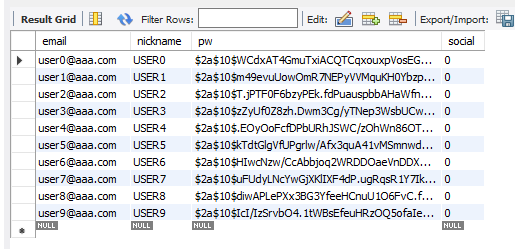 Result Grid Filter Rows: Edit: Export/Import:
email nickname pw social
user0@aaa.com USER0 $2a$10$WCdxAT4GmuTxiACQTCqxouxpVosEG... 0
user1@aaa.com USER1 $2a$10$m49evuUowOmR7NEPyVVMquKH0Ybzp... 0
user2@aaa.com USER2 $2a$10$T.jPTF0F6bzyPEk.fdPuauspbbAHaWfn... 0
user3@aaa.com USER3 $2a$10$zZyUf0Z8zh.Dwm3Cg/yTNep3WsbUCw... 0
user4@aaa.com USER4 $2a$10$.EOyOoFcfDPbURhJSWC/zOhWn86OT... 0
user5@aaa.com USER5 $2a$10$kTdtGlgVfUPgrlw/Afx3quA41vMSmnwd... 0
user6@aaa.com USER6 $2a$10$HIwcNzw/CcAbbjoq2WRDDOaeVnDDX... 0
user7@aaa.com USER7 $2a$10$uFUdyLNcYwGjXKlIXF4dP.ugRqsR1Y7Ik... 0
user8@aaa.com USER8 $2a$10$diwAPLePXx3BG3YfeeHCnuU1O6FvC.f... 0
user9@aaa.com USER9 $2a$10$IcI/IzSrvbO4.1tWBsEfeuHRzOQ5ofaIe... 0
NULL NULL NULL NULL